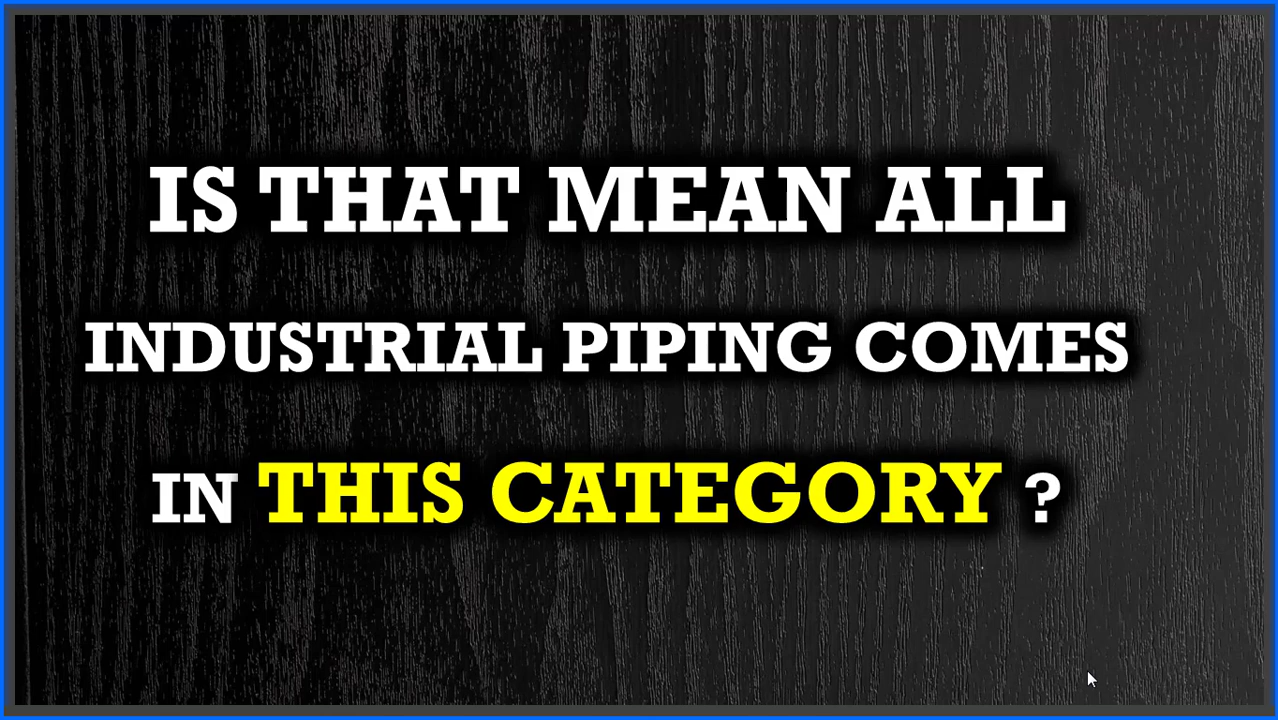 IS THAT MEAN ALL
INDUSTRIAL PIPING COMES
IN THIS CATEGORY ?